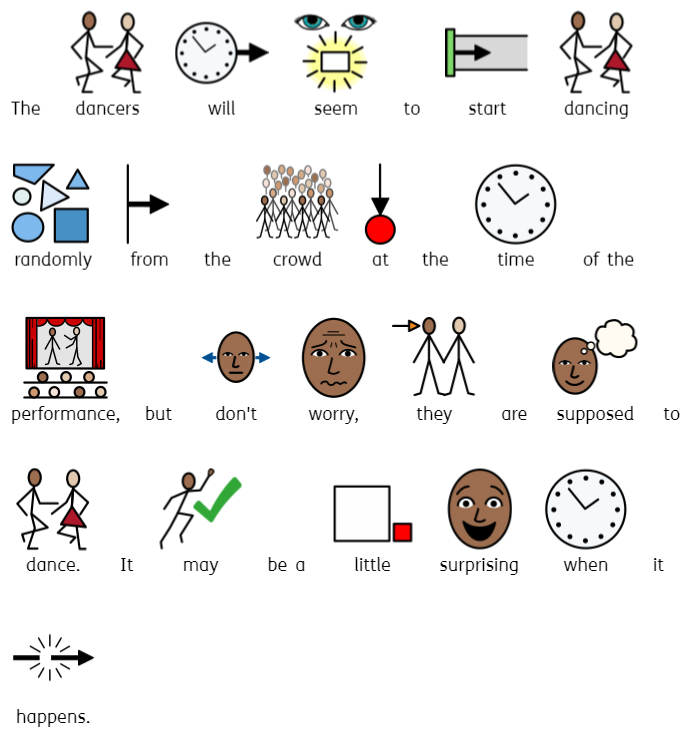 The dancers will seem to start dancing
randomly from the crowd at the time of the
performance, but don't worry, they are supposed to
dance. It may be a little surprising when it
happens.